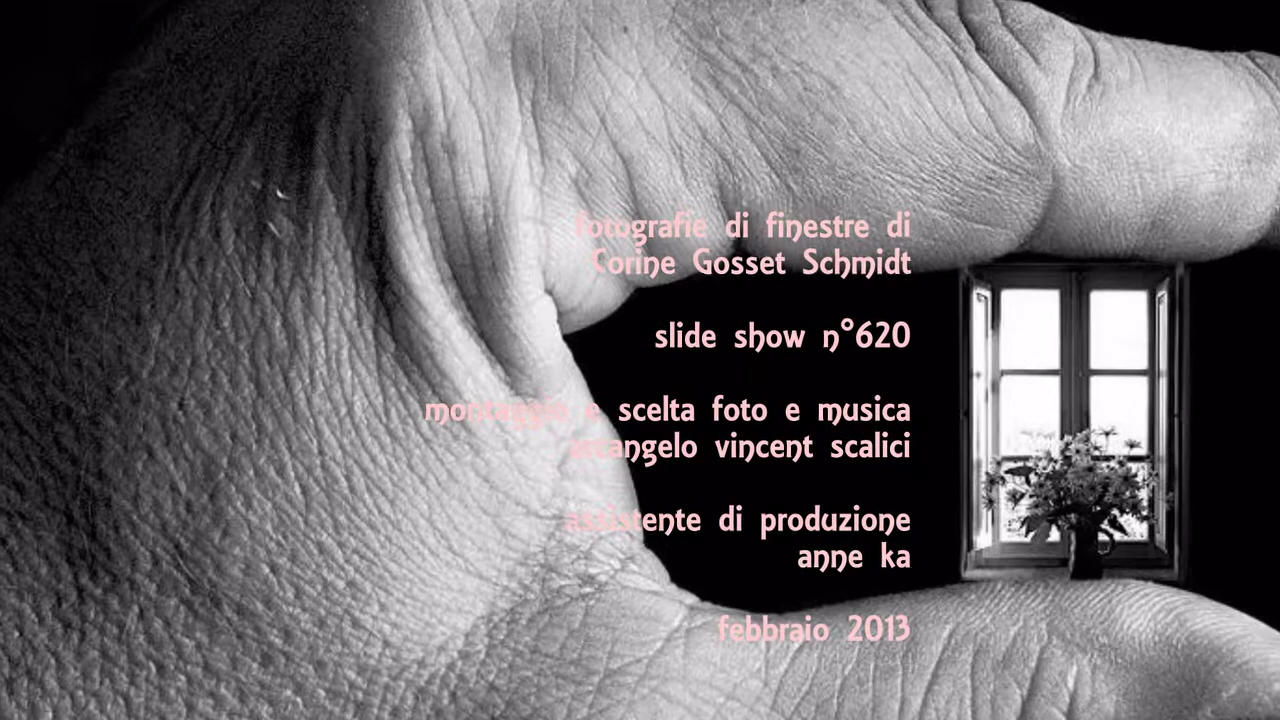 fotografie di finestre di
Corine Gosset Schmidt
slide show n°620
montaggio e scelta foto e musica
arcangelo vincent scalici
assistente di produzione
anne ka
febbraio 2013